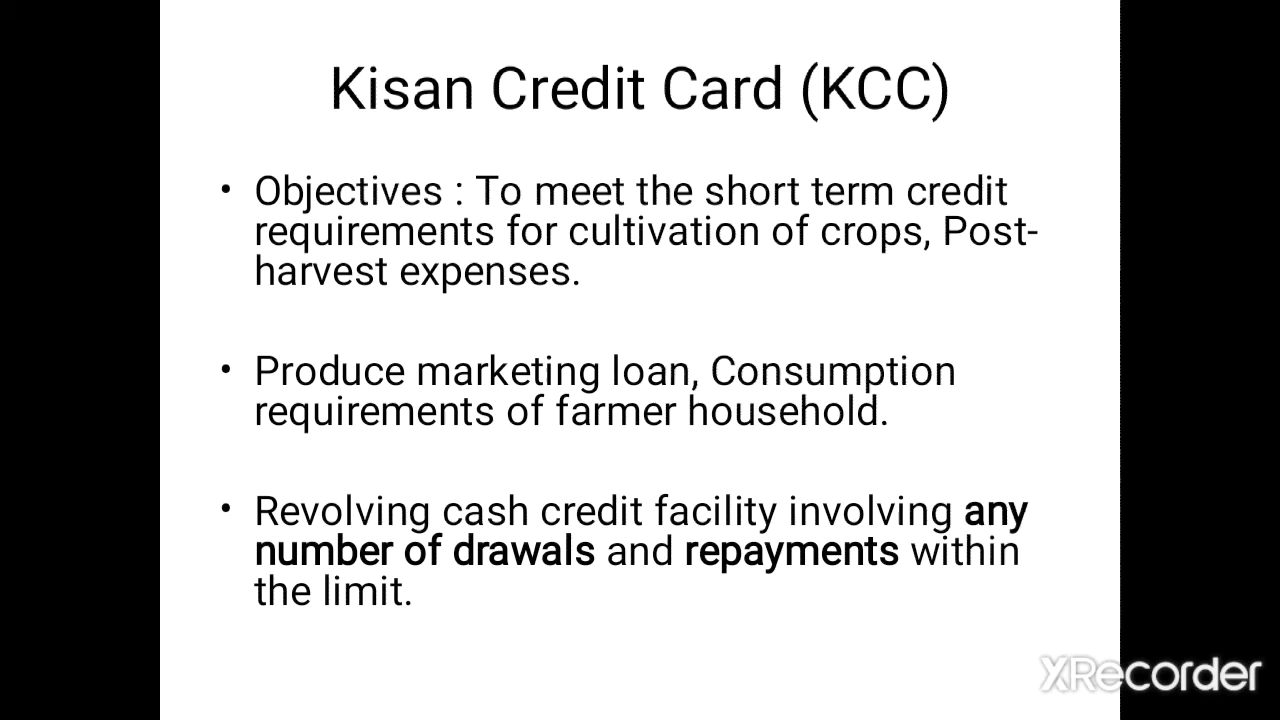 Kisan Credit Card (KCC)
• Objectives : To meet the short term credit
requirements for cultivation of crops, Post-
harvest expenses.
• Produce marketing loan, Consumption
requirements of farmer household.
• Revolving cash credit facility involving any
number of drawals and repayments within
the limit.
XRecorder